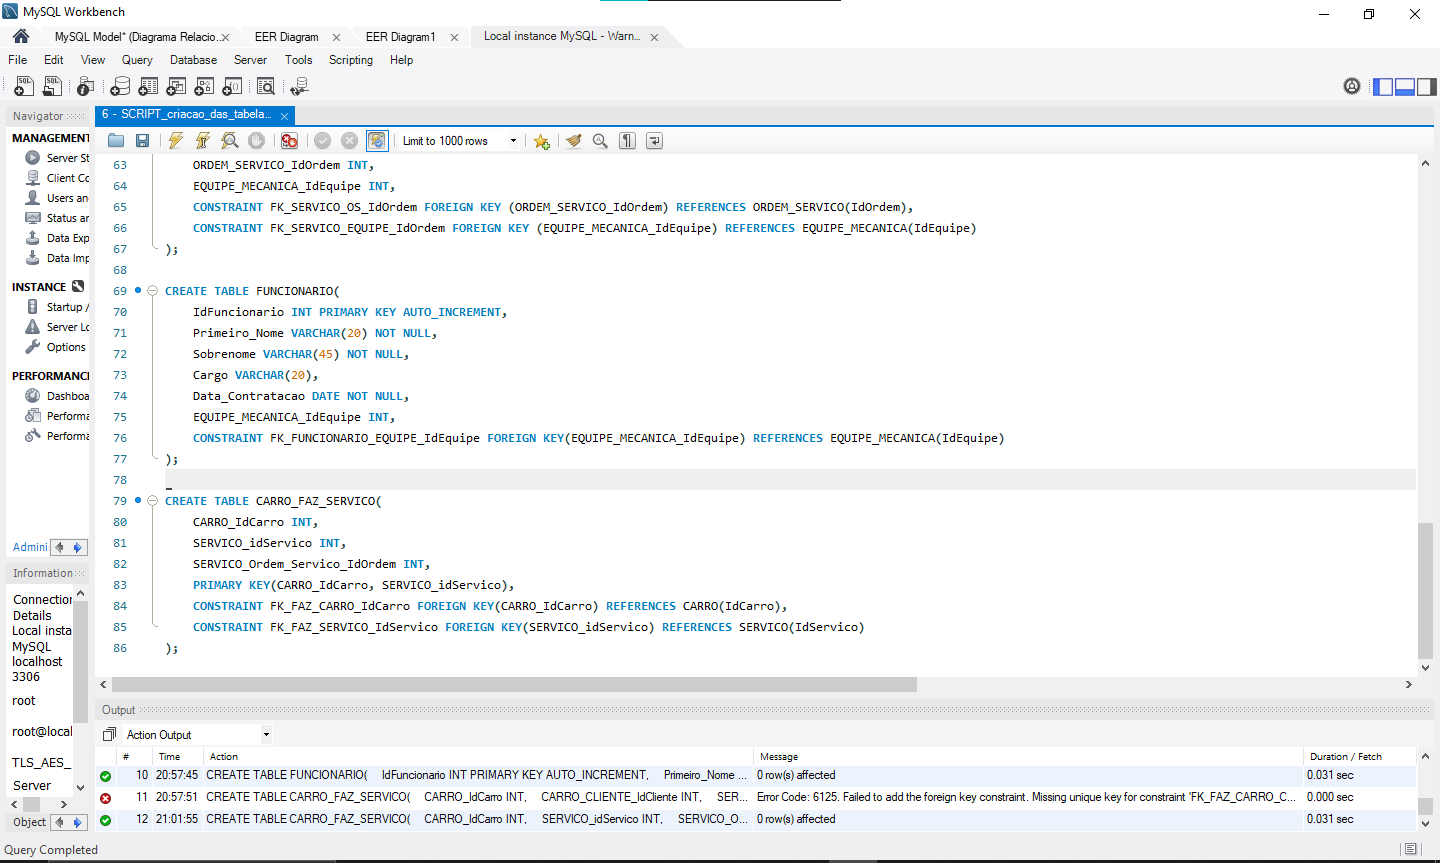 MySQL Workbench
MySQL Model* (Diagrama Relacio... EER Diagram EER Diagram1 Local instance MySQL - Warn...
File Edit View Query Database Server Tools Scripting Help
Navigator
6 - SCRIPT_criacao_das_tabela...
MANAGEMENT
Server St
Client Co
Users an
Status ar
Data Exp
Data Imp
INSTANCE
Startup /
Server Lo
Options
PERFORMANC
Dashboa
Performa
Performa
Admini
Information
Connection
Details
Local insta
MySQL
localhost
3306
root
root@local
TLS_AES_
Server
Object
Limit to 1000 rows
63 ORDEM_SERVICO_IdOrdem INT,
64 EQUIPE_MECANICA_IdEquipe INT,
65 CONSTRAINT FK_SERVICO_OS_IdOrdem FOREIGN KEY (ORDEM_SERVICO_IdOrdem) REFERENCES ORDEM_SERVICO(IdOrdem),
66 CONSTRAINT FK_SERVICO_EQUIPE_IdOrdem FOREIGN KEY (EQUIPE_MECANICA_IdEquipe) REFERENCES EQUIPE_MECANICA(IdEquipe)
67 );
68
69 CREATE TABLE FUNCIONARIO(
70 IdFuncionario INT PRIMARY KEY AUTO_INCREMENT,
71 Primeiro_Nome VARCHAR(20) NOT NULL,
72 Sobrenome VARCHAR(45) NOT NULL,
73 Cargo VARCHAR(20),
74 Data_Contratacao DATE NOT NULL,
75 EQUIPE_MECANICA_IdEquipe INT,
76 CONSTRAINT FK_FUNCIONARIO_EQUIPE_IdEquipe FOREIGN KEY(EQUIPE_MECANICA_IdEquipe) REFERENCES EQUIPE_MECANICA(IdEquipe)
77 );
78
79 CREATE TABLE CARRO_FAZ_SERVICO(
80 CARRO_IdCarro INT,
81 SERVICO_idServico INT,
82 SERVICO_Ordem_Servico_IdOrdem INT,
83 PRIMARY KEY(CARRO_IdCarro, SERVICO_idServico),
84 CONSTRAINT FK_FAZ_CARRO_IdCarro FOREIGN KEY(CARRO_IdCarro) REFERENCES CARRO(IdCarro),
85 CONSTRAINT FK_FAZ_SERVICO_IdServico FOREIGN KEY(SERVICO_idServico) REFERENCES SERVICO(IdServico)
86 );
Output
Action Output
# Time Action Message Duration / Fetch
10 20:57:45 CREATE TABLE FUNCIONARIO( IdFuncionario INT PRIMARY KEY AUTO_INCREMENT, Primeiro_Nome ... 0 row(s) affected 0.031 sec
11 20:57:51 CREATE TABLE CARRO_FAZ_SERVICO( CARRO_IdCarro INT, CARRO_CLIENTE_IdCliente INT, SER... Error Code: 6125. Failed to add the foreign key constraint. Missing unique key for constraint 'FK_FAZ_CARRO_C... 0.000 sec
12 21:01:55 CREATE TABLE CARRO_FAZ_SERVICO( CARRO_IdCarro INT, SERVICO_idServico INT, SERVICO_O... 0 row(s) affected 0.031 sec
Query Completed